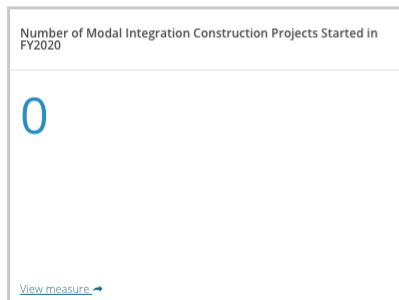 Number of Modal Integration Construction Projects Started in
FY2020
0
View measure